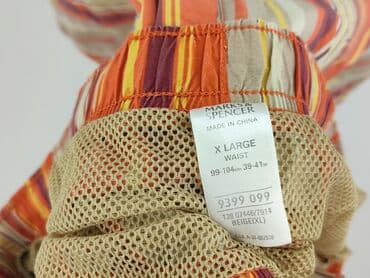 MARKS &
SPENCER
MADE IN CHINA
X LARGE
WAIST
99-104cm 39-41in
9399 099
BEIGE(XL)